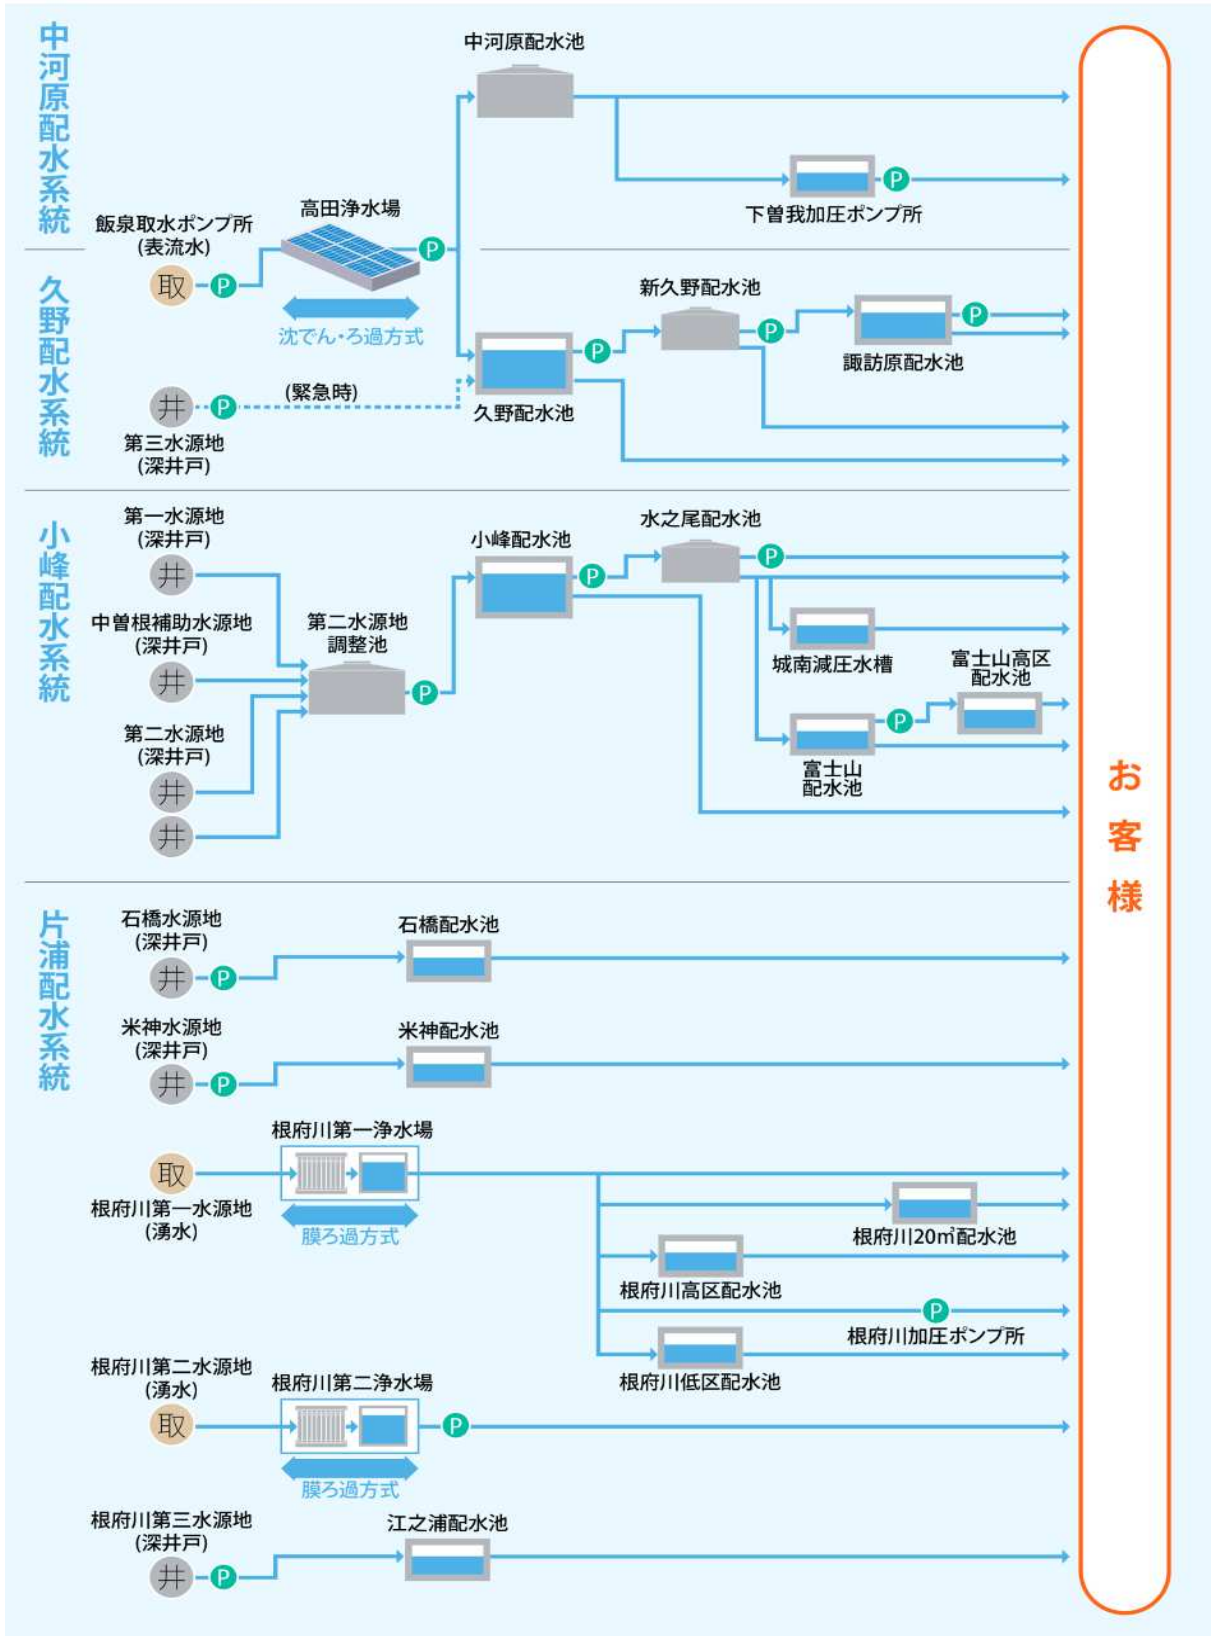 中河原配水系統
中河原配水池
P
下曽我加圧ポンプ所
飯泉取水ポンプ所
(表流水)
取
P
高田浄水場
P
沈でん・ろ過方式
久野配水系統
新久野配水池
P
P
P
諏訪原配水池
久野配水池
(緊急時)
井
P
第三水源地
(深井戸)
小峰配水系統
第一水源地
(深井戸)
井
中曽根補助水源地
(深井戸)
井
第二水源地
(深井戸)
井
井
第二水源地
調整池
P
小峰配水池
P
水之尾配水池
P
城南減圧水槽
富士山高区
配水池
P
富士山
配水池
お客様
片浦配水系統
石橋水源地
(深井戸)
井
P
石橋配水池
米神水源地
(深井戸)
井
P
米神配水池
根府川第一浄水場
取
根府川第一水源地
(湧水)
膜ろ過方式
根府川20㎥配水池
根府川高区配水池
P
根府川加圧ポンプ所
根府川低区配水池
根府川第二水源地
(湧水)
取
根府川第二浄水場
P
膜ろ過方式
根府川第三水源地
(深井戸)
井
P
江之浦配水池